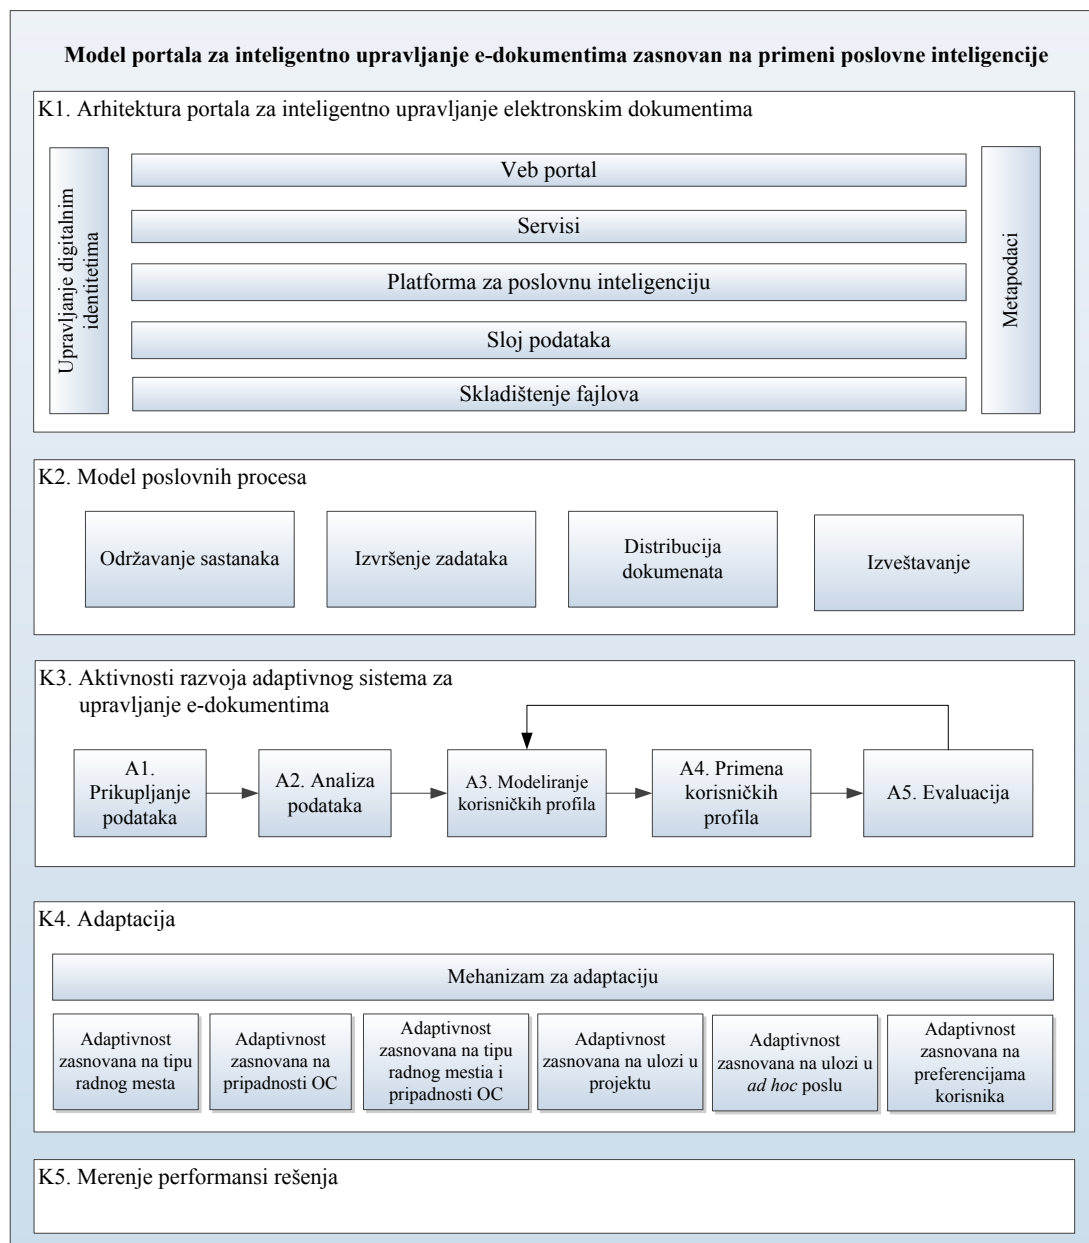 Model portala za inteligentno upravljanje e-dokumentima zasnovan na primeni poslovne inteligencije
K1. Arhitektura portala za inteligentno upravljanje elektronskim dokumentima
Upravljanje digitalnim
identitetima
Veb portal
Servisi
Platforma za poslovnu inteligenciju
Sloj podataka
Skladištenje fajlova
Metapodaci
K2. Model poslovnih procesa
Održavanje sastanaka
Izvršenje zadataka
Distribucija
dokumenata
Izveštavanje
K3. Aktivnosti razvoja adaptivnog sistema za
upravljanje e-dokumentima
A1.
Prikupljanje
podataka
A2. Analiza
podataka
A3. Modeliranje
korisničkih profila
A4. Primena
korisničkih
profila
A5. Evaluacija
K4. Adaptacija
Mehanizam za adaptaciju
Adaptivnost
zasnovana na tipu
radnog mesta
Adaptivnost
zasnovana na
pripadnosti OC
Adaptivnost
zasnovana na tipu
radnog mestia i
pripadnosti OC
Adaptivnost
zasnovana na ulozi u
projektu
Adaptivnost
zasnovana na ulozi u
ad hoc poslu
Adaptivnost
zasnovana na
preferencijama
korisnika
K5. Merenje performansi rešenja